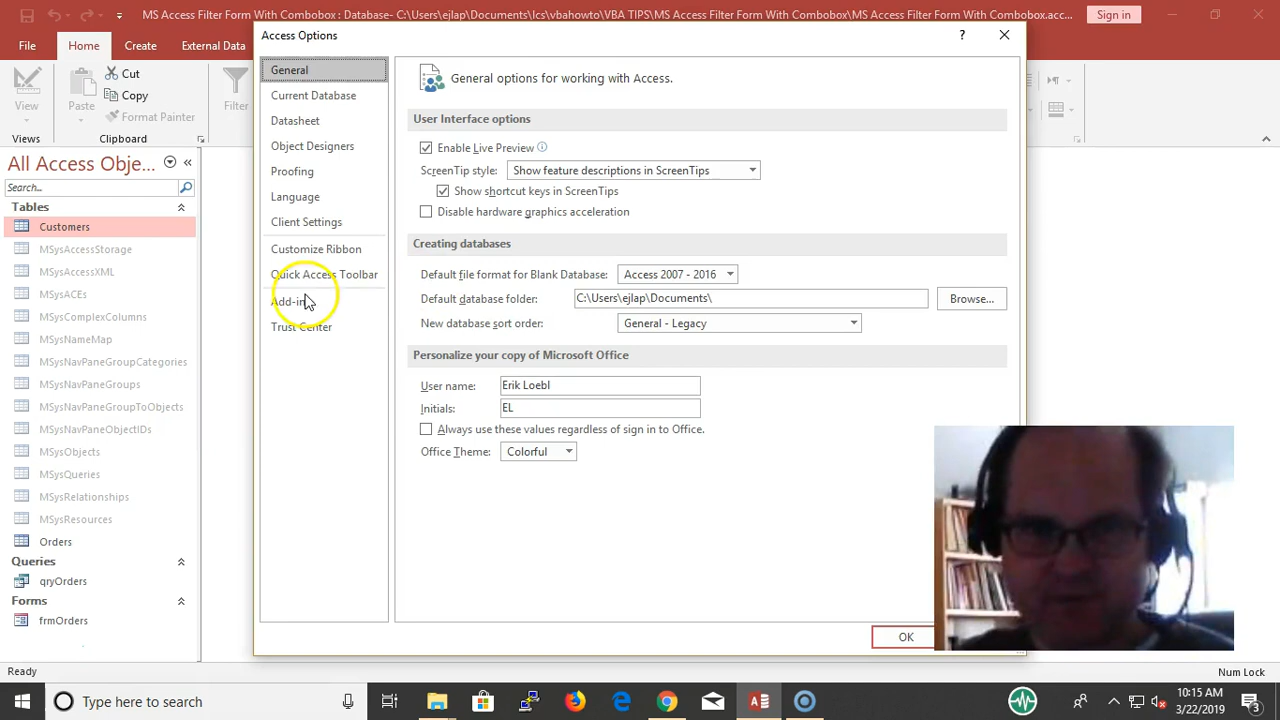 MS Access Filter Form With Combobox : Database- C:\Users\ejlap\Documents\lcs\vbahowto\VBA TIPS\MS Access Filter Form With Combobox\MS Access Filter Form With Combobox.acc...
Sign in
File
Home
Create
External Data
View
Views
Paste
Cut
Copy
Format Painter
Clipboard
Filter
All Access Obje...
Search...
Tables
Customers
MSysAccessStorage
MSysAccessXML
MSysACEs
MSysComplexColumns
MSysNameMap
MSysNavPaneGroupCategories
MSysNavPaneGroups
MSysNavPaneGroupToObjects
MSysNavPaneObjectIDs
MSysObjects
MSysQueries
MSysRelationships
MSysResources
Orders
Queries
qryOrders
Forms
frmOrders
Access Options
?
General
Current Database
Datasheet
Object Designers
Proofing
Language
Client Settings
Customize Ribbon
Quick Access Toolbar
Add-in
Trust Center
General options for working with Access.
User Interface options
Enable Live Preview
ScreenTip style: Show feature descriptions in ScreenTips
Show shortcut keys in ScreenTips
Disable hardware graphics acceleration
Creating databases
Default file format for Blank Database: Access 2007 - 2016
Default database folder: C:\Users\ejlap\Documents\ Browse...
New database sort order: General - Legacy
Personalize your copy of Microsoft Office
User name: Erik Loebl
Initials: EL
Always use these values regardless of sign in to Office.
Office Theme: Colorful
OK
Ready
Num Lock
Type here to search
10:15 AM
3/22/2019
3